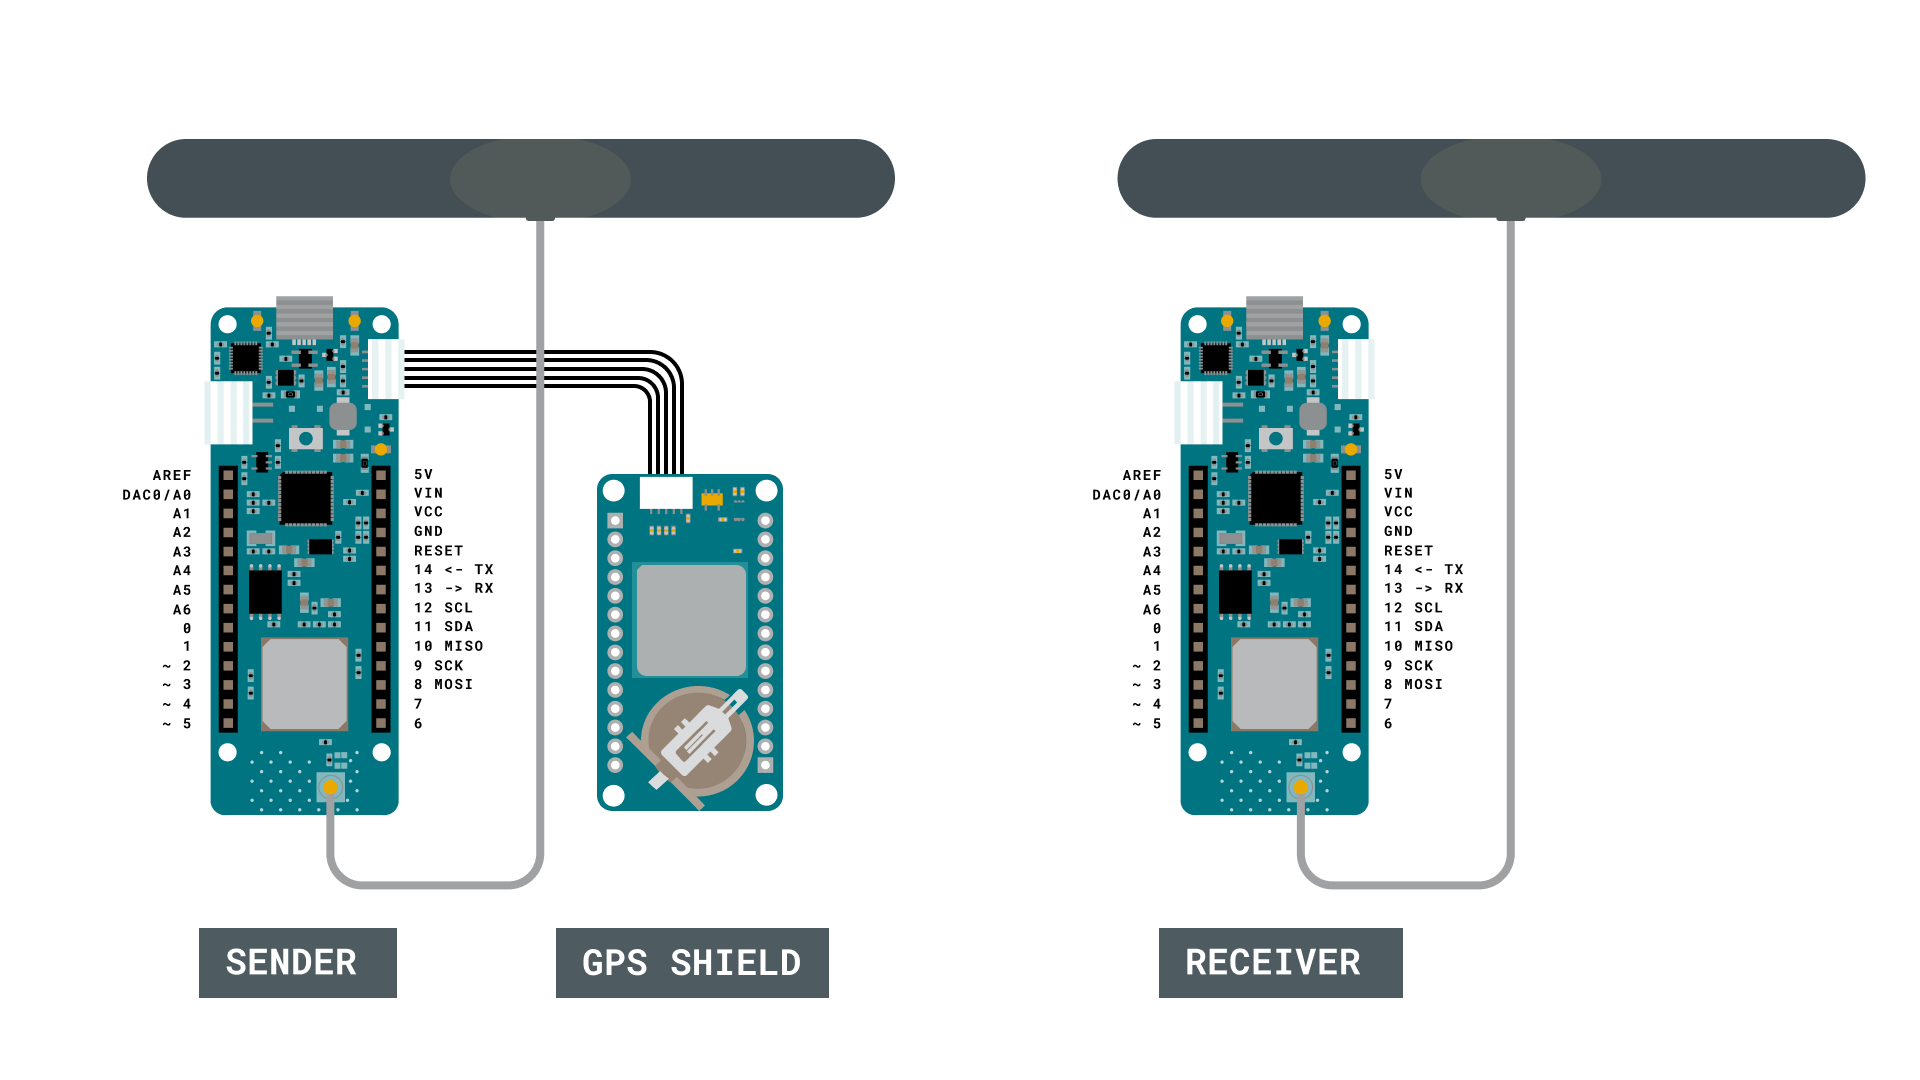 AREF
DAC0/A0
A1
A2
A3
A4
A5
A6
0
1
~ 2
~ 3
~ 4
~ 5
5V
VIN
VCC
GND
RESET
14 <- TX
13 -> RX
12 SCL
11 SDA
10 MISO
9 SCK
8 MOSI
7
6
AREF
DAC0/A0
A1
A2
A3
A4
A5
A6
0
1
~ 2
~ 3
~ 4
~ 5
5V
VIN
VCC
GND
RESET
14 <- TX
13 -> RX
12 SCL
11 SDA
10 MISO
9 SCK
8 MOSI
7
6
SENDER
GPS SHIELD
RECEIVER